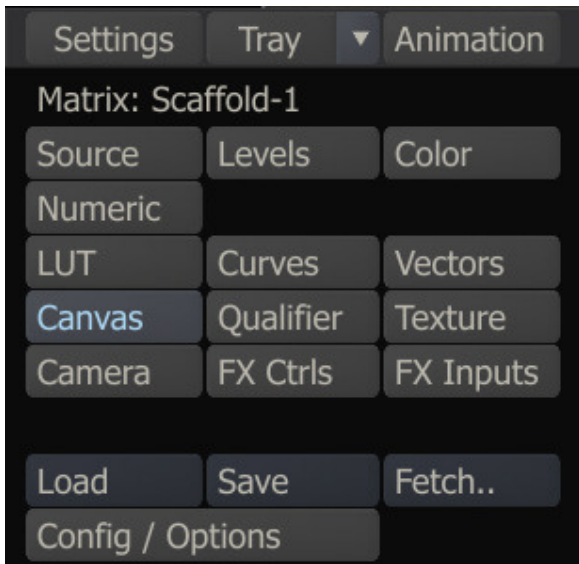 Settings Tray ▼ Animation
Matrix: Scaffold-1
Source Levels Color
Numeric
LUT Curves Vectors
Canvas Qualifier Texture
Camera FX Ctrls FX Inputs
Load Save Fetch..
Config / Options